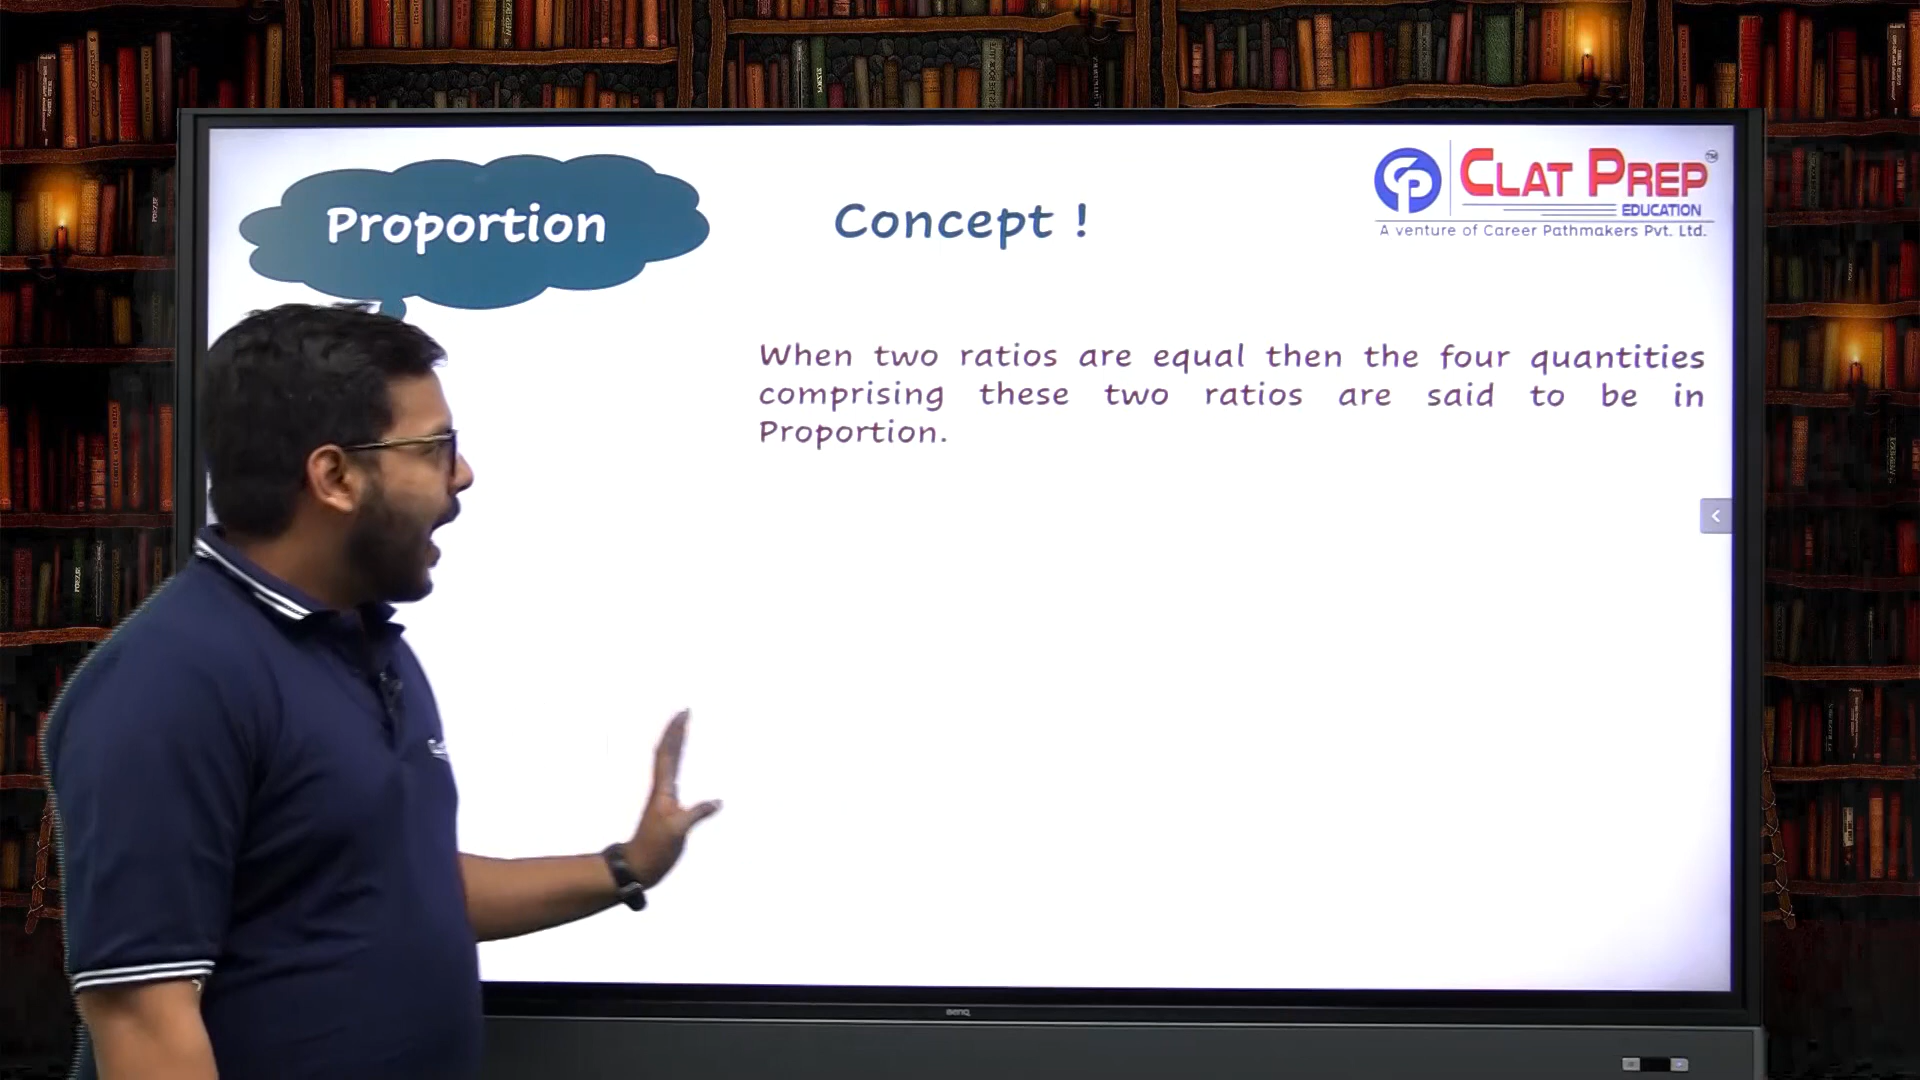 Proportion
Concept !
CLAT PREP
EDUCATION
A venture of Career Pathmakers Pvt. Ltd.
When two ratios are equal then the four quantities
comprising these two ratios are said to be in
Proportion.
BenQ